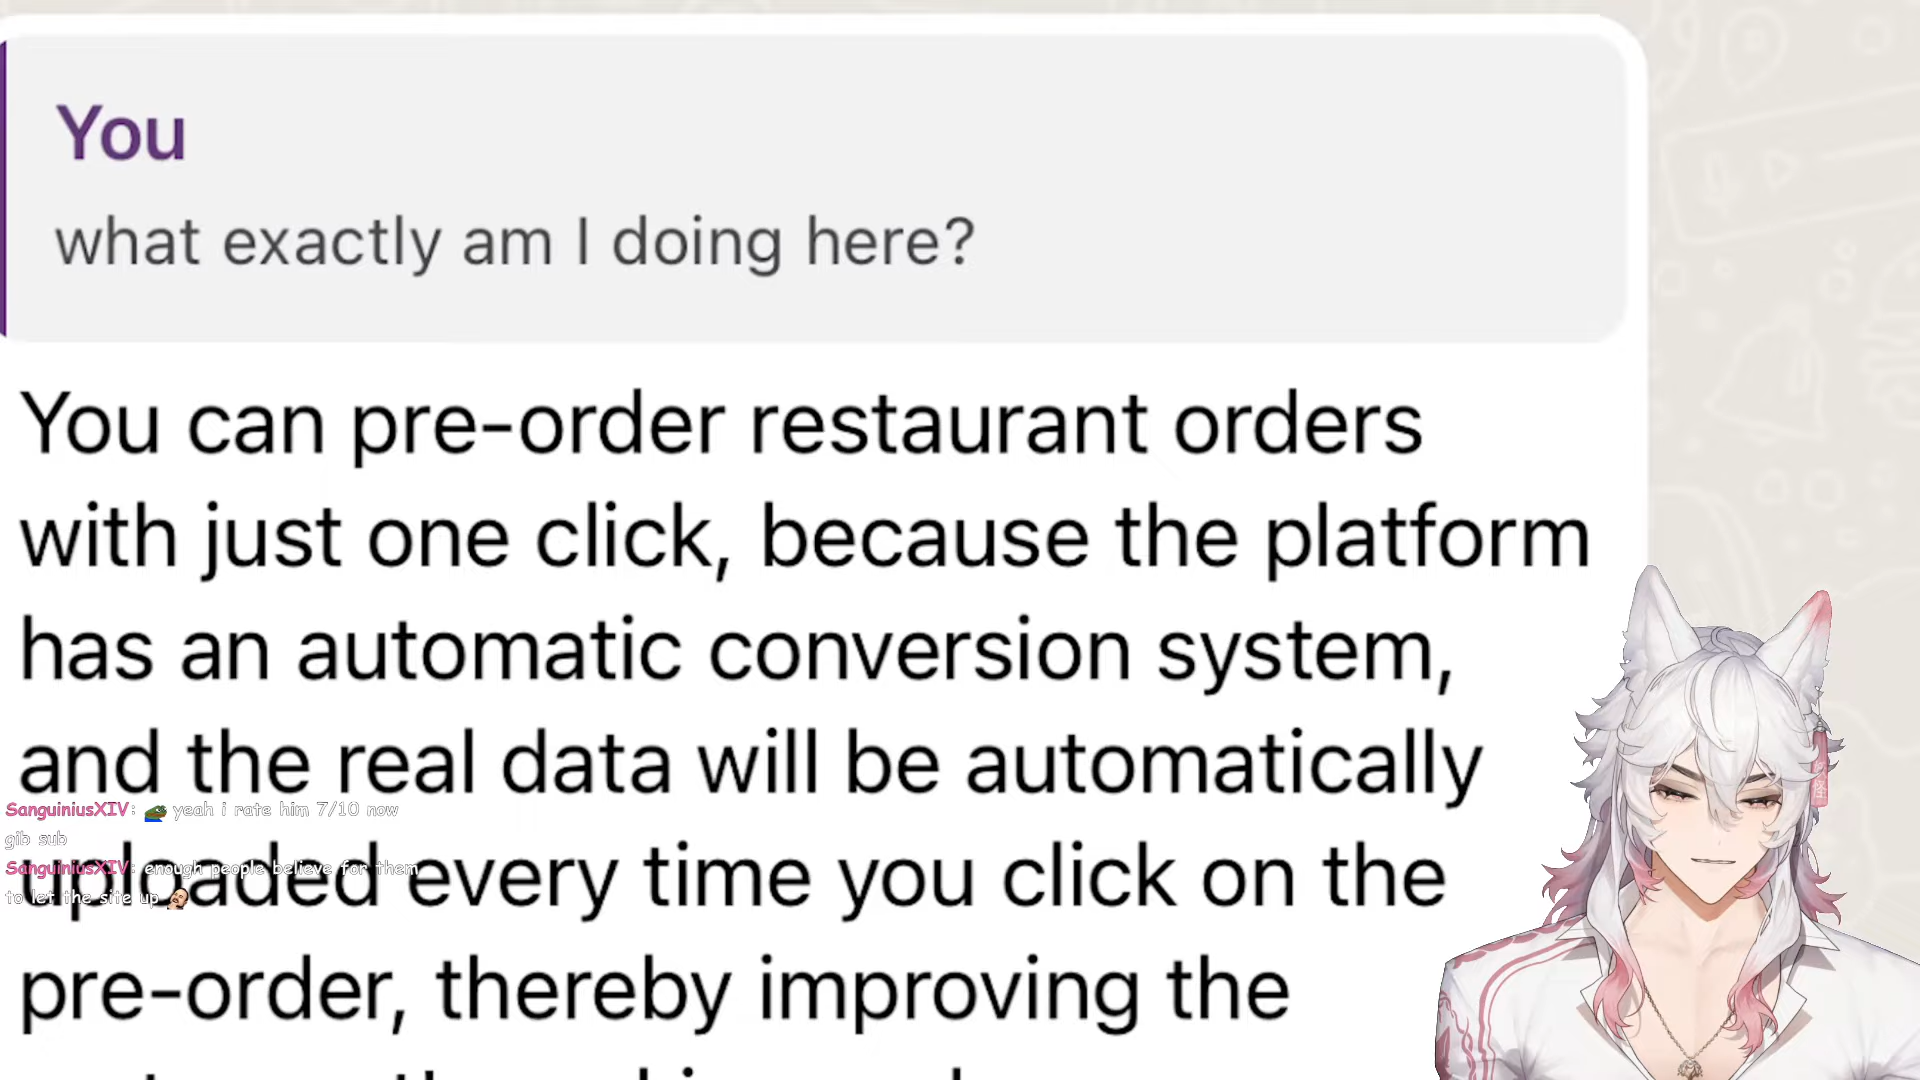 You
what exactly am I doing here?
You can pre-order restaurant orders
with just one click, because the platform
has an automatic conversion system,
and the real data will be automatically
SanguiniusXIV: yeah i rate him 7/10 now
gib sub
uploaded every time you click on the
SanguiniusXIV: enough people believe for them
to let the site up
pre-order, thereby improving the